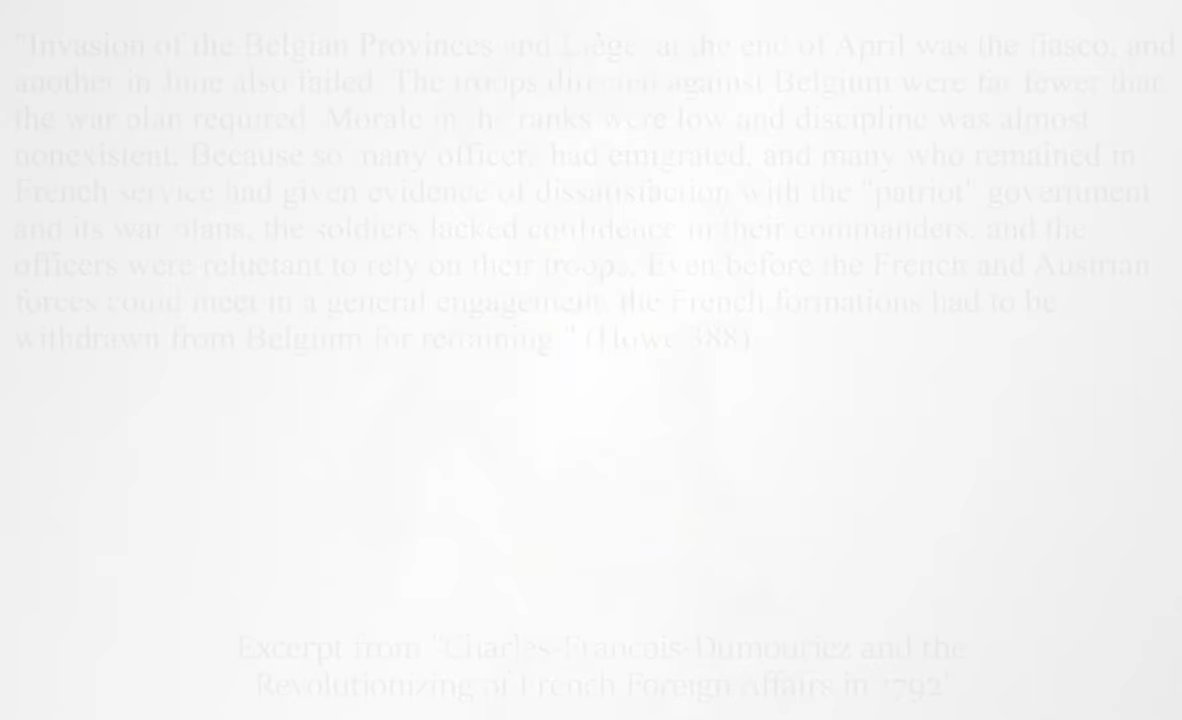 "Invasion of the Belgian Provinces and Liège at the end of April was the fiasco, and
another in June also failed. The troops directed against Belgium were far fewer that
the war plan required. Morale in the ranks were low and discipline was almost
nonexistent. Because so many officers had emigrated, and many who remained in
French service had given evidence of dissatisfaction with the "patriot" government
and its war plans, the soldiers lacked confidence in their commanders, and the
officers were reluctant to rely on their troops. Even before the French and Austrian
forces could meet in a general engagement, the French formations had to be
withdrawn from Belgium for remaining." (Howe 388)
Excerpt from "Charles-Francois-Dumouriez and the
Revolutionizing of French Foreign Affairs in 1792"